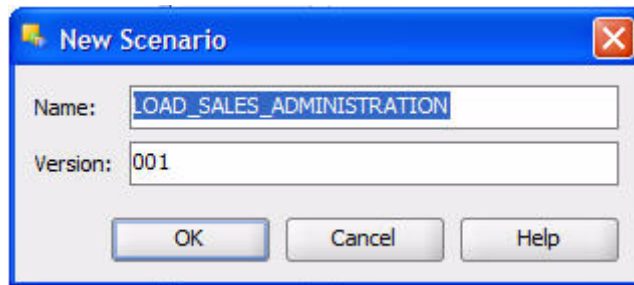 New Scenario
Name: LOAD_SALES_ADMINISTRATION
Version: 001
OK Cancel Help